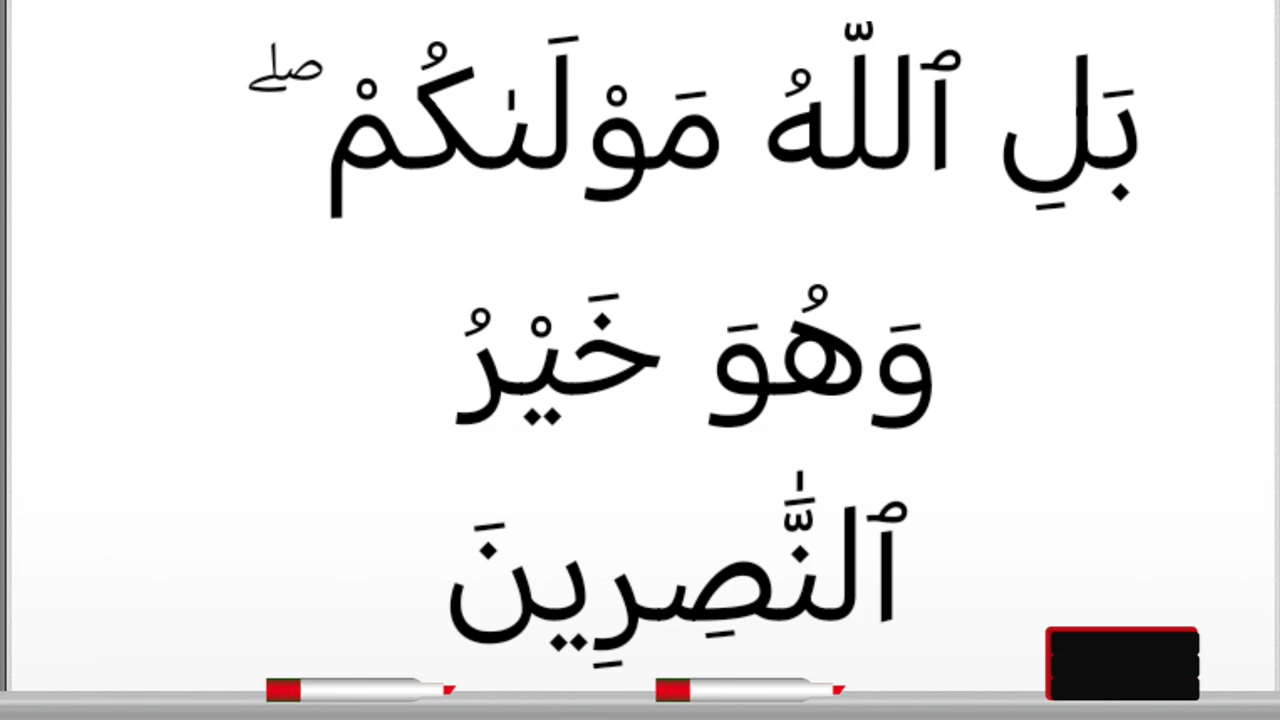 بَلِ ٱللَّهُ مَوْلَىٰكُمْ ۖ
وَهُوَ خَيْرُ
ٱلنَّٰصِرِينَ